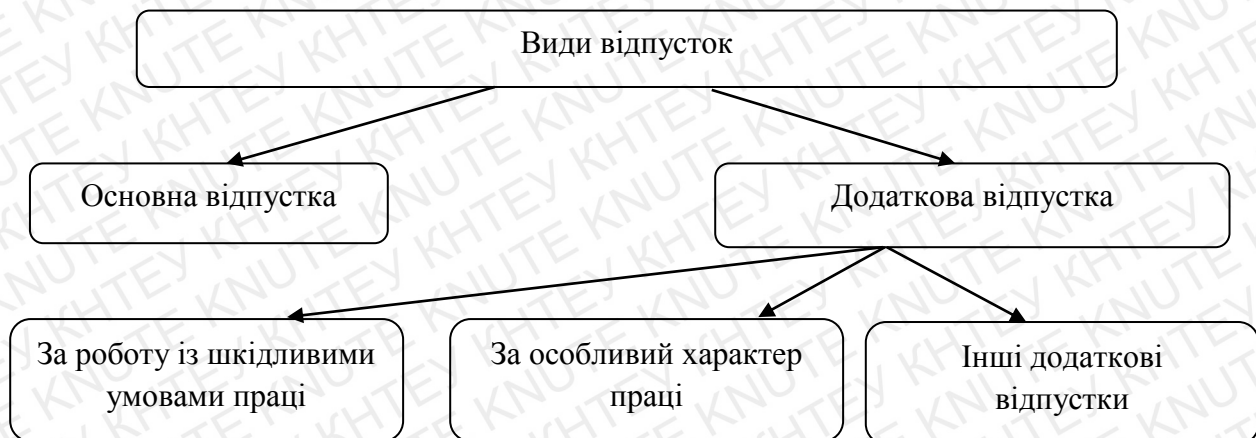 Види відпусток
Основна відпустка
Додаткова відпустка
За роботу із шкідливими
умовами праці
За особливий характер
праці
Інші додаткові
відпустки